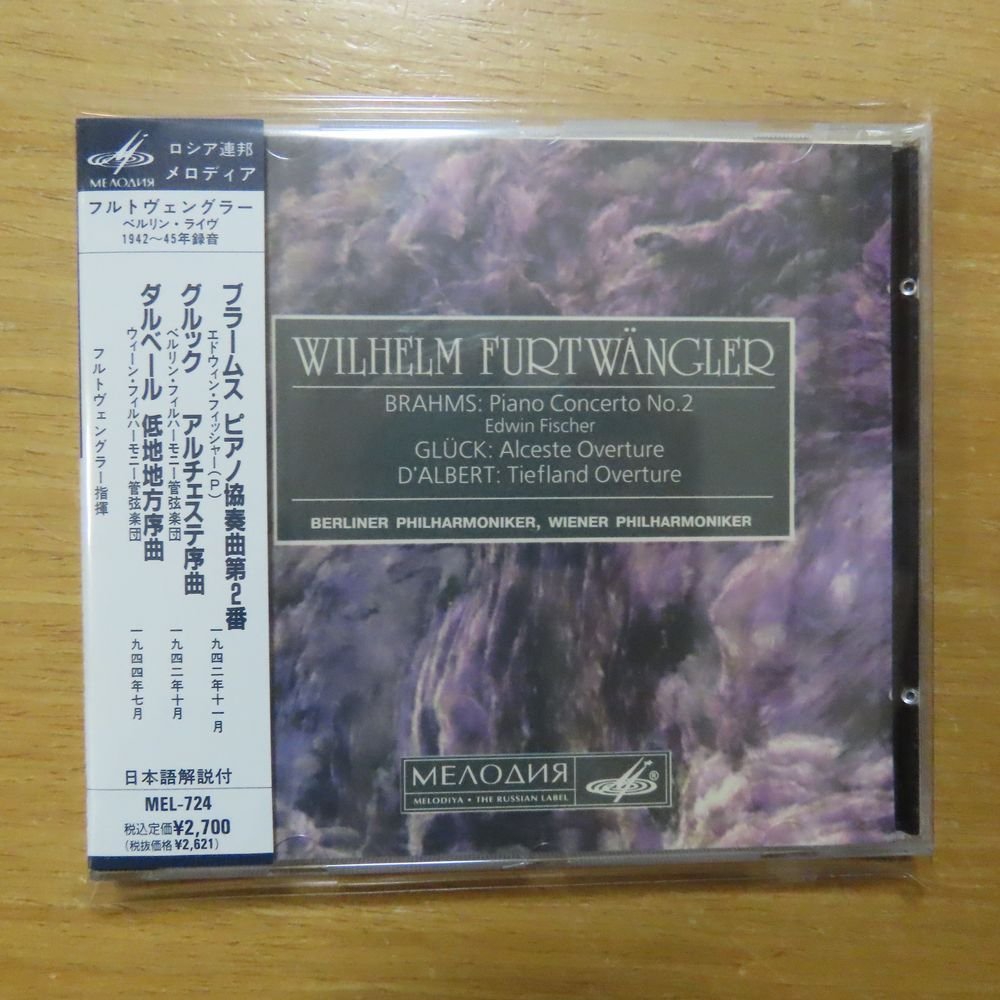 МЕЛОДИЯ
ロシア連邦
メロディア
フルトヴェングラー
ベルリン・ライヴ
1942〜45年録音
ブラームス ピアノ協奏曲第2番
エドウィン・フィッシャー(P)
一九四二年十一月
グルック アルチェステ序曲
ベルリン・フィルハーモニー管弦楽団
一九四二年十月
ダルベール 低地地方序曲
ウィーン・フィルハーモニー管弦楽団
一九四四年七月
フルトヴェングラー指揮
日本語解説付
MEL-724
税込定価¥2,700
(税抜価格¥2,621)
WILHELM FURTWÄNGLER
BRAHMS: Piano Concerto No.2
Edwin Fischer
GLÜCK: Alceste Overture
D'ALBERT: Tiefland Overture
BERLINER PHILHARMONIKER, WIENER PHILHARMONIKER
МЕЛОДИЯ
MELODIYA • THE RUSSIAN LABEL
®